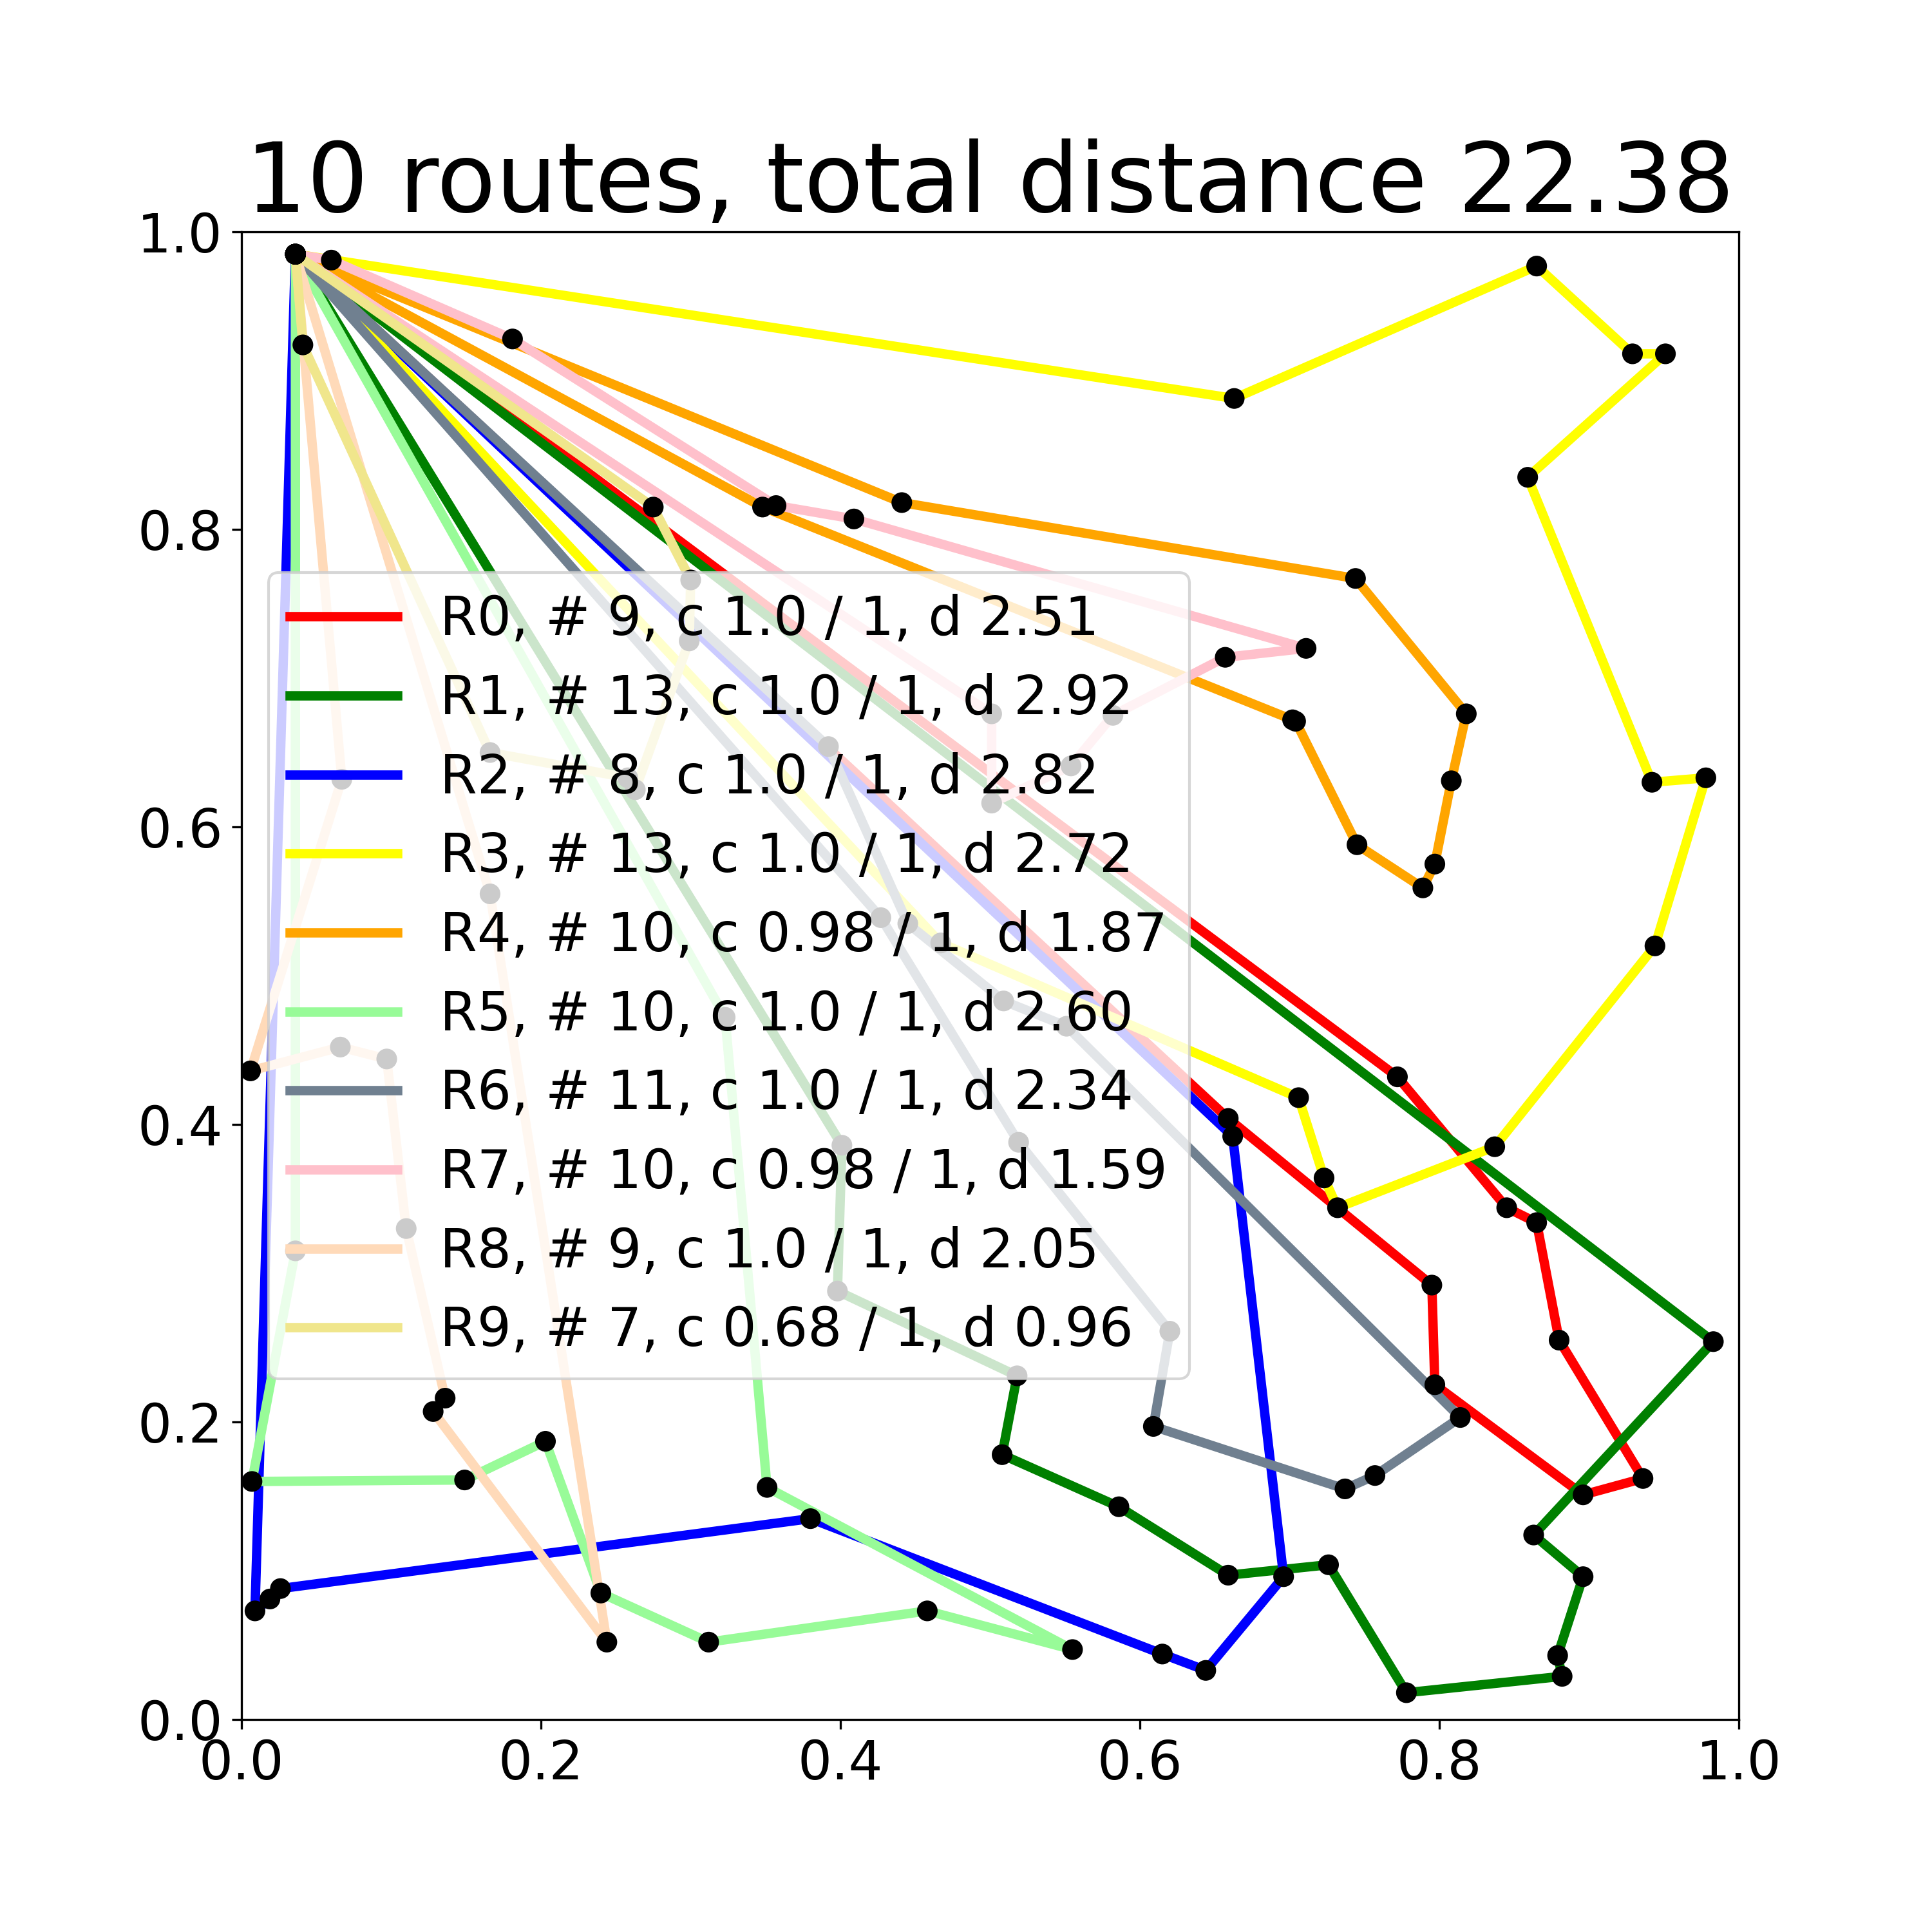 10 routes, total distance 22.38
1.0
0.8
0.6
0.4
0.2
0.0
R0, # 9, c 1.0 / 1, d 2.51
R1, # 13, c 1.0 / 1, d 2.92
R2, # 8, c 1.0 / 1, d 2.82
R3, # 13, c 1.0 / 1, d 2.72
R4, # 10, c 0.98 / 1, d 1.87
R5, # 10, c 1.0 / 1, d 2.60
R6, # 11, c 1.0 / 1, d 2.34
R7, # 10, c 0.98 / 1, d 1.59
R8, # 9, c 1.0 / 1, d 2.05
R9, # 7, c 0.68 / 1, d 0.96
0.0 0.2 0.4 0.6 0.8 1.0